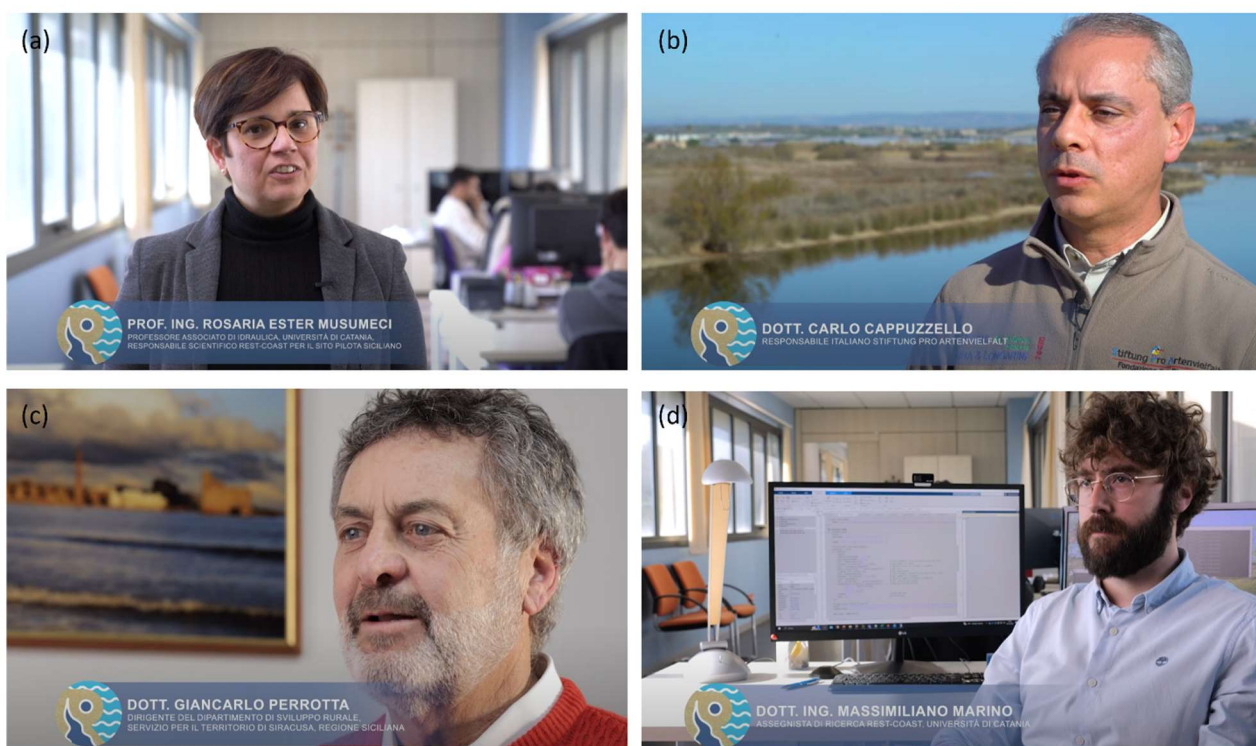 (a)
PROF. ING. ROSARIA ESTER MUSUMECI
PROFESSORE ASSOCIATO DI IDRAULICA, UNIVERSITÀ DI CATANIA,
RESPONSABILE SCIENTIFICO REST-COAST PER IL SITO PILOTA SICILIANO
(b)
DOTT. CARLO CAPPUZZELLO
RESPONSABILE ITALIANO STIFTUNG PRO ARTENVIELFALT
Stiftung Pro Artenvielfalt
(c)
DOTT. GIANCARLO PERROTTA
DIRIGENTE DEL DIPARTIMENTO DI SVILUPPO RURALE,
SERVIZIO PER IL TERRITORIO DI SIRACUSA, REGIONE SICILIANA
(d)
LG
DOTT. ING. MASSIMILIANO MARINO
ASSEGNISTA DI RICERCA REST-COAST, UNIVERSITÀ DI CATANIA